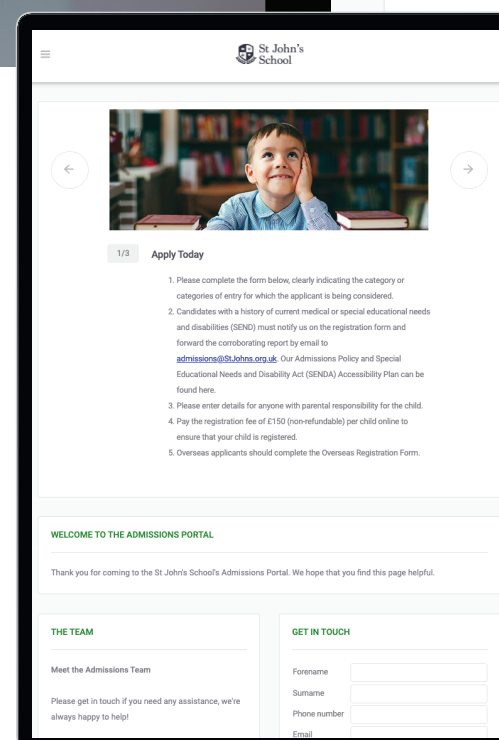 St John's
School
1/3 Apply Today
1. Please complete the form below, clearly indicating the category or
categories of entry for which the applicant is being considered.
2. Candidates with a history of current medical or special educational needs
and disabilities (SEND) must notify us on the registration form and
forward the corroborating report by email to
admissions@StJohns.org.uk. Our Admissions Policy and Special
Educational Needs and Disability Act (SENDA) Accessibility Plan can be
found here.
3. Please enter details for anyone with parental responsibility for the child.
4. Pay the registration fee of £150 (non-refundable) per child online to
ensure that your child is registered.
5. Overseas applicants should complete the Overseas Registration Form.
WELCOME TO THE ADMISSIONS PORTAL
Thank you for coming to the St John's School's Admissions Portal. We hope that you find this page helpful.
THE TEAM
Meet the Admissions Team
Please get in touch if you need any assistance, we're
always happy to help!
GET IN TOUCH
Forename
Surname
Phone number
Email